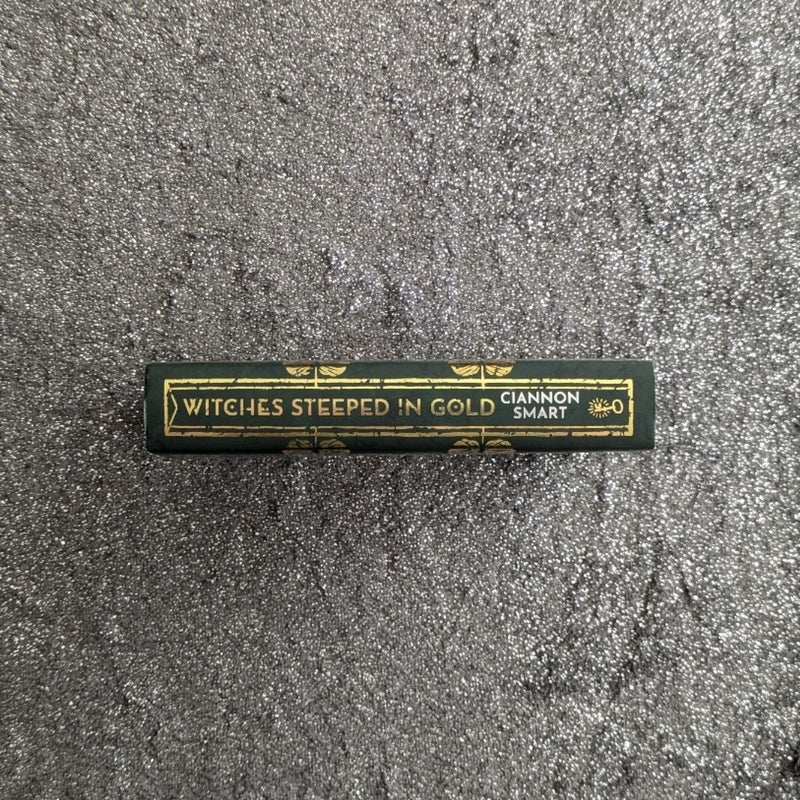 WITCHES STEEPED IN GOLD
CIANNON
SMART